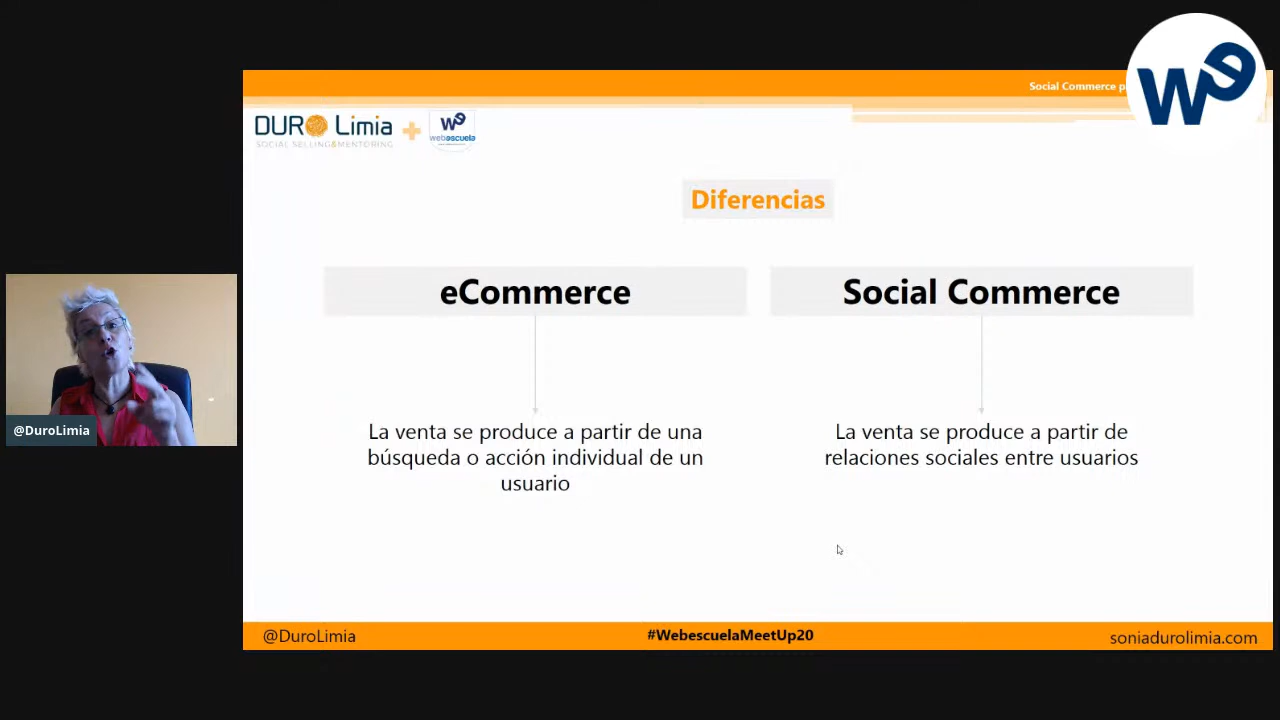 Social Commerce p
We
DURO Limia
SOCIAL SELLING&MENTORING
+
We
webescuela
Diferencias
eCommerce
Social Commerce
La venta se produce a partir de una
búsqueda o acción individual de un
usuario
La venta se produce a partir de
relaciones sociales entre usuarios
@DuroLimia
@DuroLimia
#WebescuelaMeetUp20
soniadurolimia.com